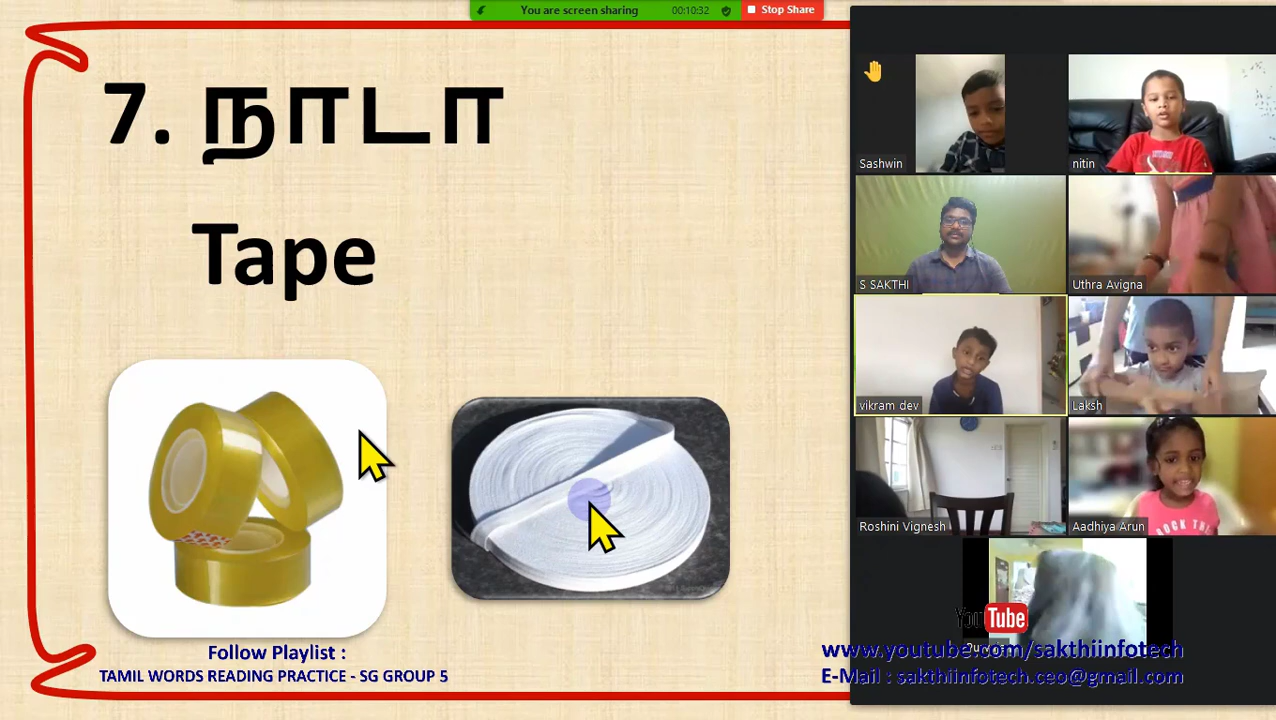 You are screen sharing 00:10:32 Stop Share
7. நாடா
Tape
Sashwin
nitin
S SAKTHI
Uthra Avigna
vikram dev
Laksh
Roshini Vignesh
Aadhiya Arun
YouTube
Follow Playlist :
TAMIL WORDS READING PRACTICE - SG GROUP 5
www.youtube.com/sakthiinfotech
E-Mail : sakthiinfotech.ceo@gmail.com